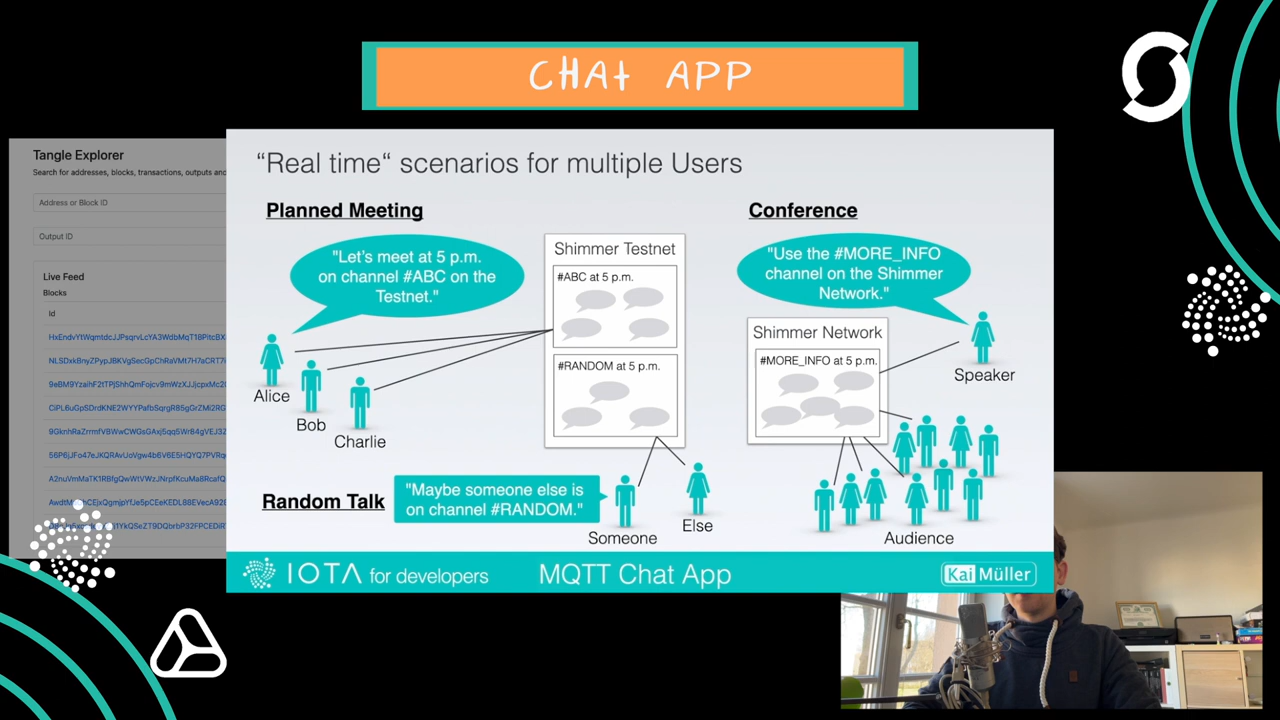 CHAt APP
Tangle Explorer
Search for addresses, blocks, transactions, outputs and
Address or Block ID
Output ID
Live Feed
Blocks
Id
“Real time“ scenarios for multiple Users
Planned Meeting
"Let's meet at 5 p.m.
on channel #ABC on the
Testnet."
Alice
Bob
Charlie
Shimmer Testnet
#ABC at 5 p.m.
#RANDOM at 5 p.m.
Random Talk
"Maybe someone else is
on channel #RANDOM."
Someone
Else
Conference
"Use the #MORE_INFO
channel on the Shimmer
Network."
Shimmer Network
#MORE_INFO at 5 p.m.
Speaker
Audience
IOTA for developers
MQTT Chat App
Kai Müller